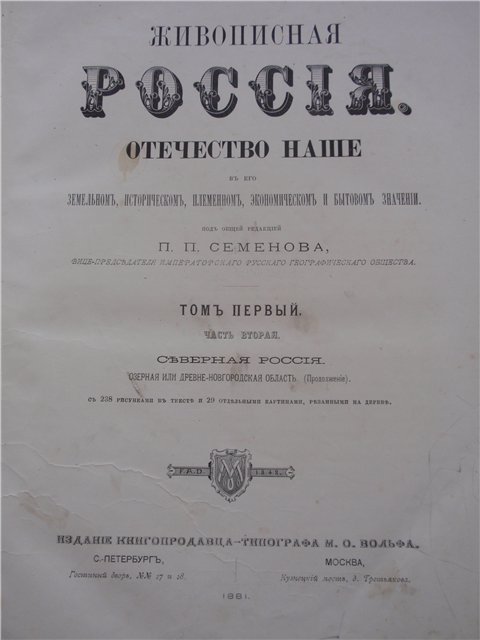 ЖИВОПИСНАЯ
РОССІЯ.
ОТЕЧЕСТВО НАШЕ
ВЪ ЕГО
ЗЕМЕЛЬНОМЪ, ИСТОРИЧЕСКОМЪ, ПЛЕМЕННОМЪ, ЭКОНОМИЧЕСКОМЪ И БЫТОВОМЪ ЗНАЧЕНІИ.
ПОДЪ ОБЩЕЙ РЕДАКЦІЕЙ
П. П. СЕМЕНОВА,
ВИЦЕ-ПРЕДСѢДАТЕЛЯ ИМПЕРАТОРСКАГО РУССКАГО ГЕОГРАФИЧЕСКАГО ОБЩЕСТВА.
ТОМЪ ПЕРВЫЙ.
ЧАСТЬ ВТОРАЯ.
СѢВЕРНАЯ РОССІЯ.
ОЗЕРНАЯ ИЛИ ДРЕВНЕ-НОВГОРОДСКАЯ ОБЛАСТЬ. (Продолженіе).
СЪ 238 РИСУНКАМИ ВЪ ТЕКСТѢ И 29 ОТДѢЛЬНЫМИ КАРТИНАМИ, РѢЗАННЫМИ НА ДЕРЕВѢ.
ИЗДАНІЕ КНИГОПРОДАВЦА-ТИПОГРАФА М. О. ВОЛЬФА.
С.-ПЕТЕРБУРГЪ, МОСКВА,
Гостинный дворъ, №№ 17 и 18. Кузнецкій мостъ, д. Третьякова.
1881.